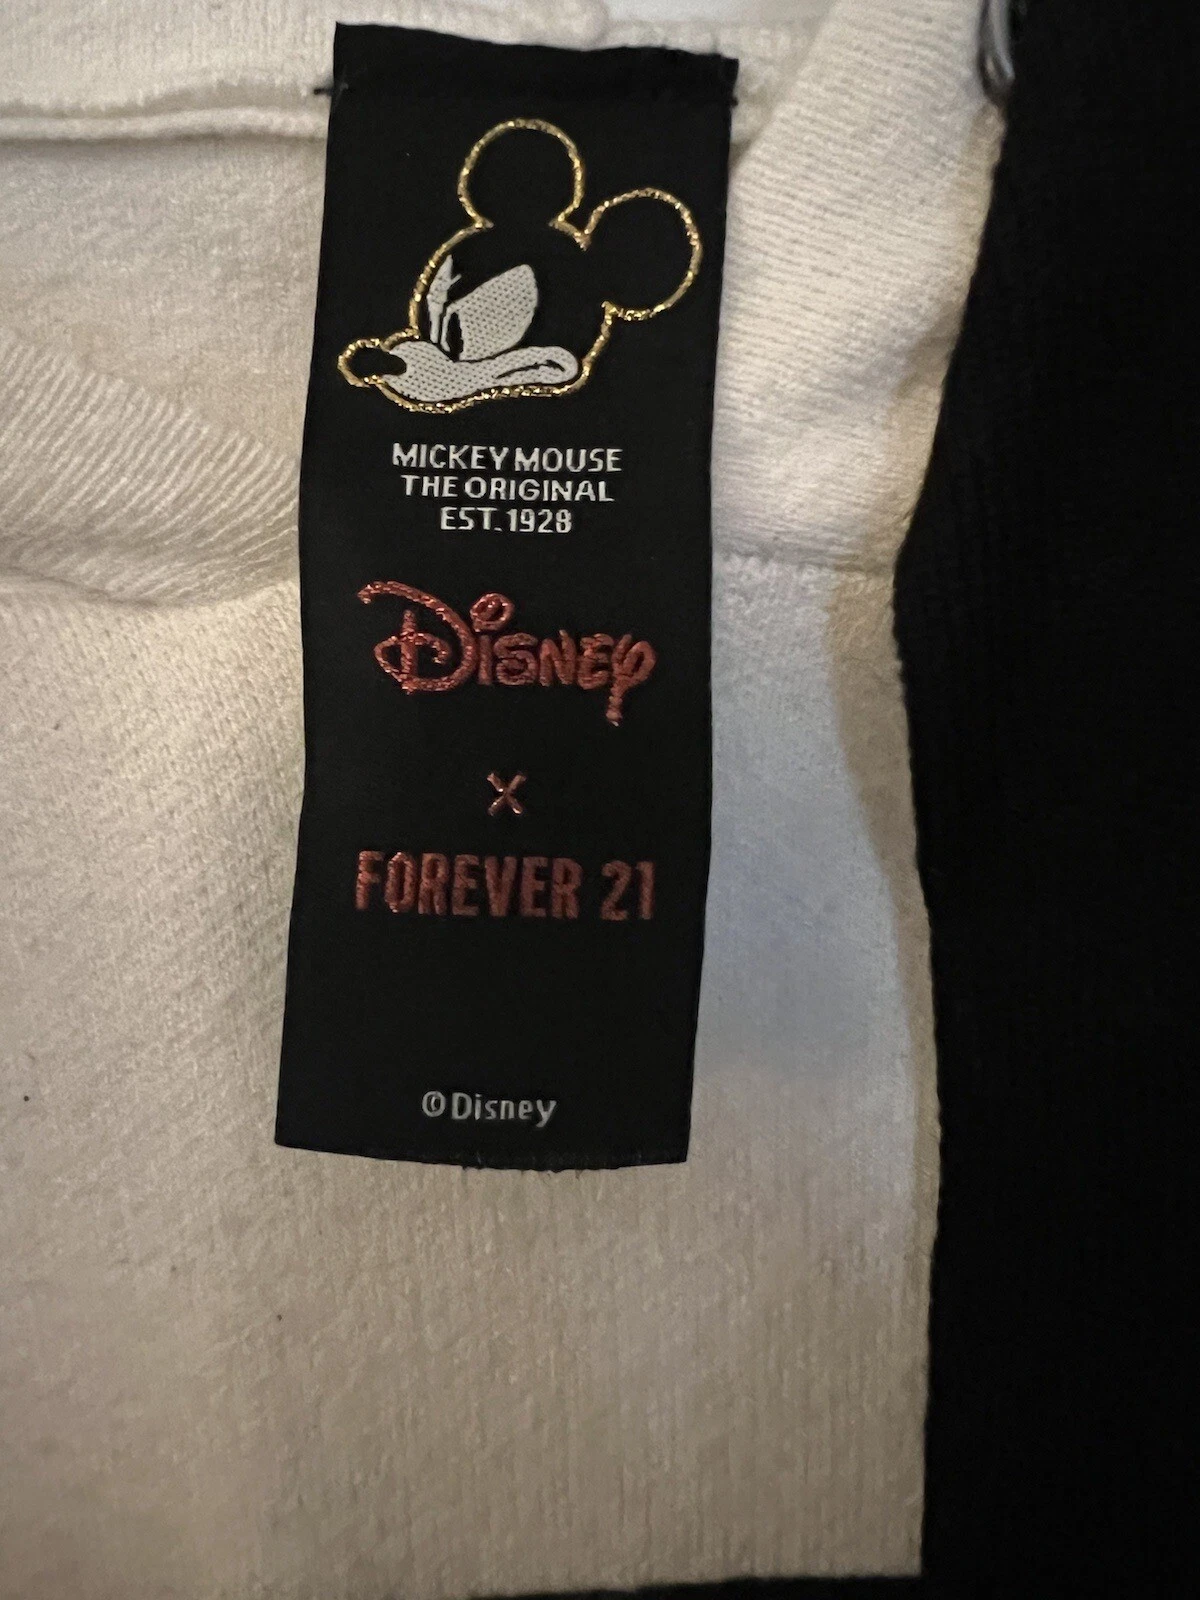 MICKEY MOUSE
THE ORIGINAL
EST. 1928
Disney
X
FOREVER 21
©Disney